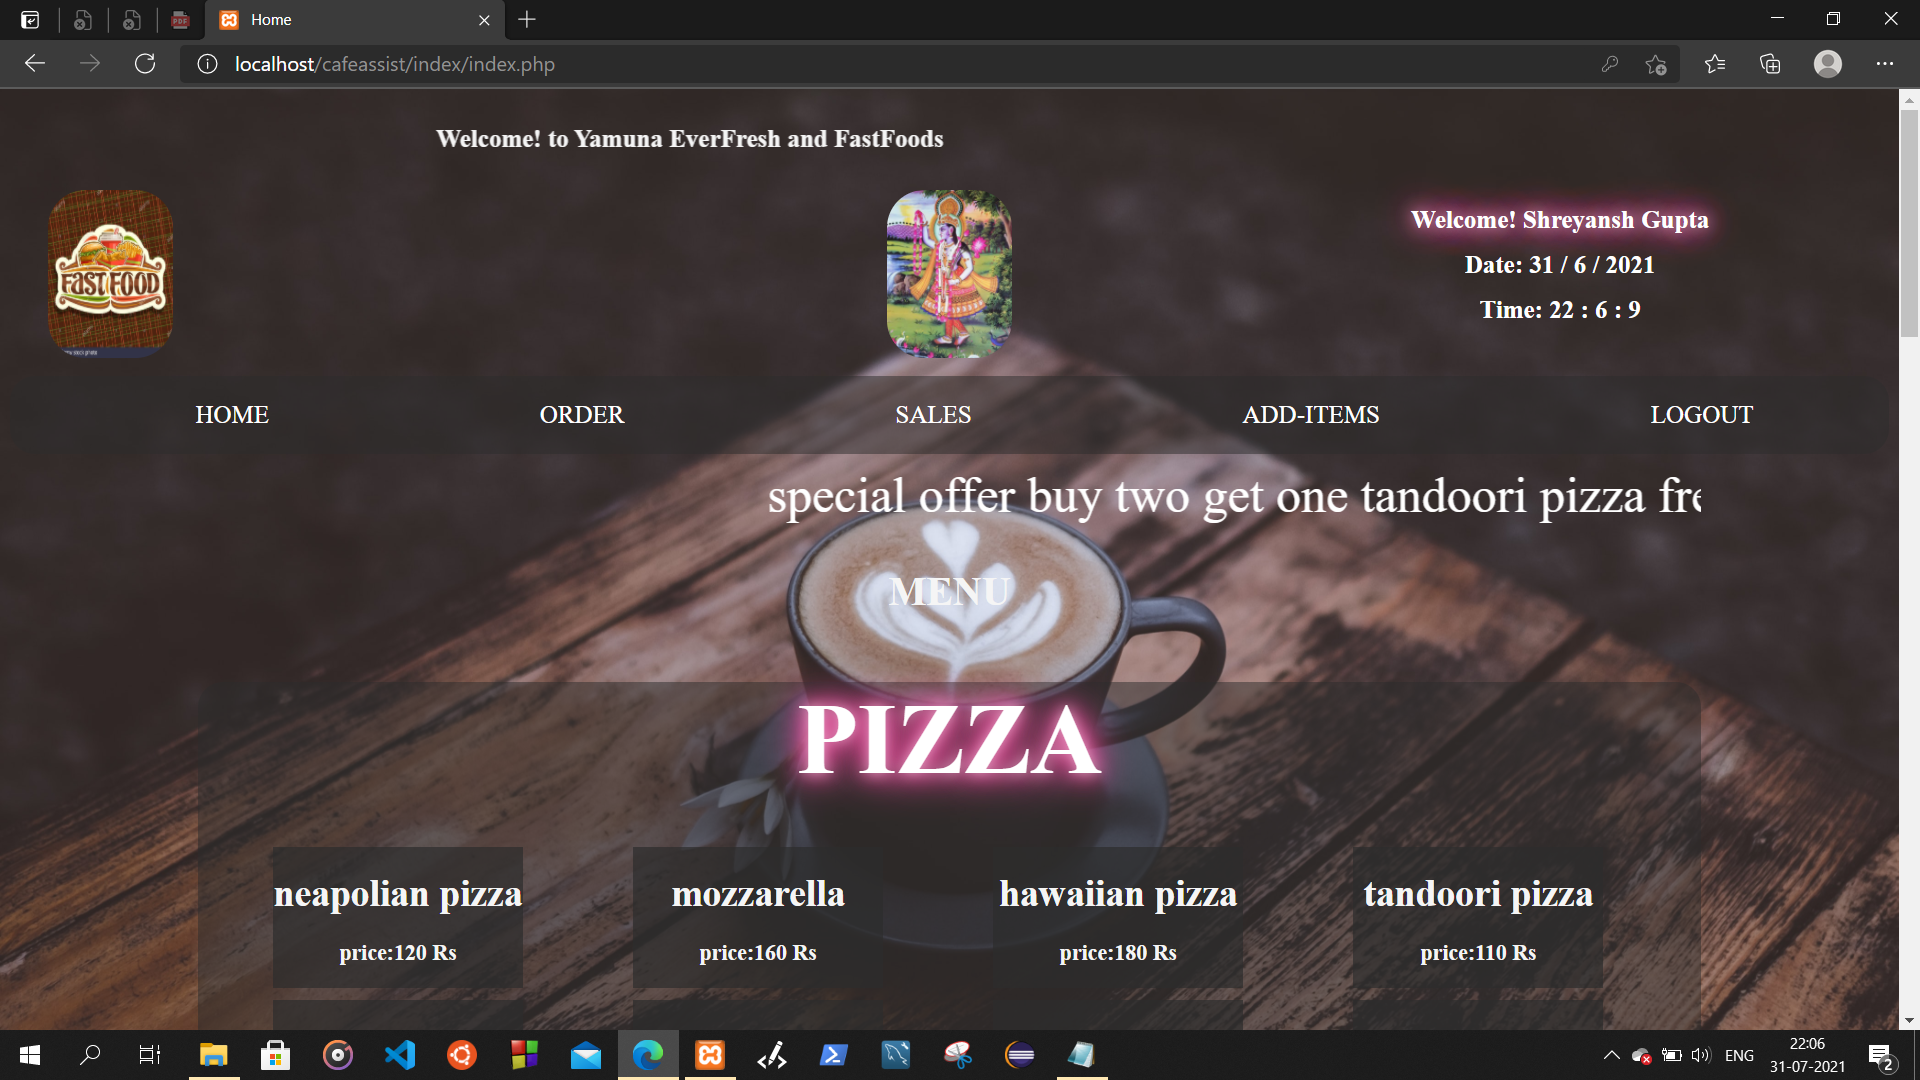 Home
localhost/cafeassist/index/index.php
Welcome! to Yamuna EverFresh and FastFoods
FAST FOOD
Welcome! Shreyansh Gupta
Date: 31 / 6 / 2021
Time: 22 : 6 : 9
HOME ORDER SALES ADD-ITEMS LOGOUT
special offer buy two get one tandoori pizza fre
MENU
PIZZA
neapolian pizza mozzarella hawaiian pizza tandoori pizza
price:120 Rs price:160 Rs price:180 Rs price:110 Rs
ENG
22:06
31-07-2021
2